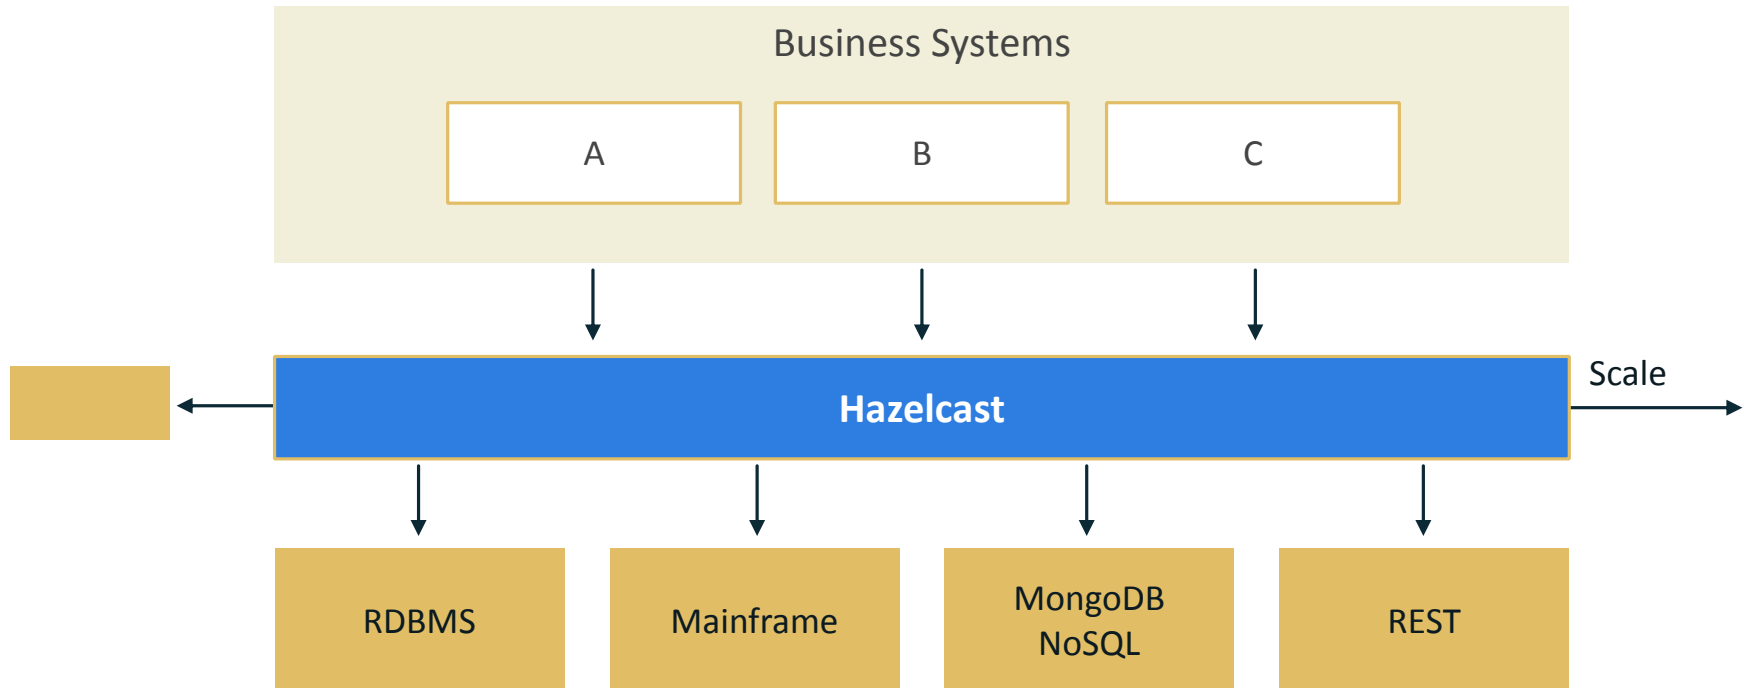 Business Systems
A
B
C
Scale
Hazelcast
RDBMS
Mainframe
MongoDB
NoSQL
REST